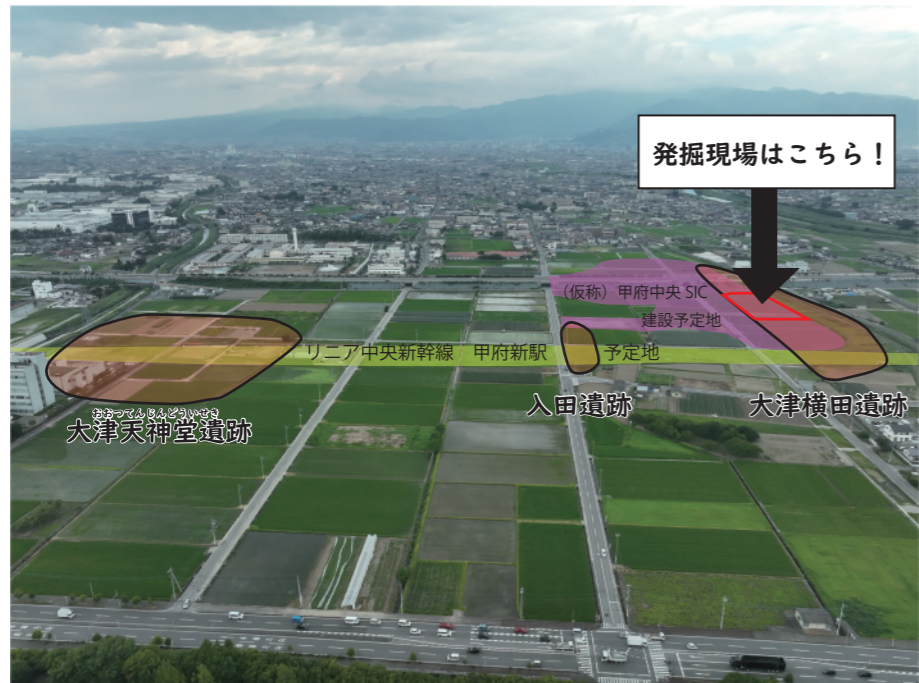 発掘現場はこちら！
（仮称）甲府中央 SIC
建設予定地
リニア中央新幹線 甲府新駅 予定地
入田遺跡
大津横田遺跡
おおつてんじんどういせき
大津天神堂遺跡